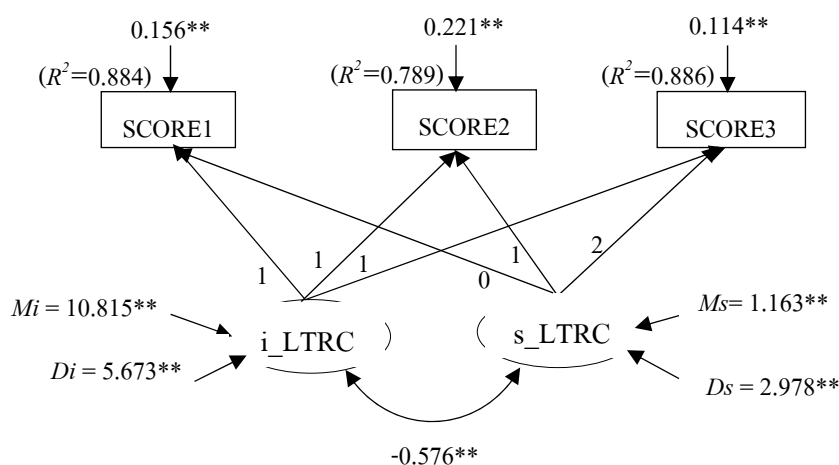 0.156** 0.221** 0.114**
(R²=0.884) (R²=0.789) (R²=0.886)
SCORE1 SCORE2 SCORE3
1 1 1 0 1 2
Mi = 10.815** Ms= 1.163**
i_LTRC s_LTRC
Di = 5.673** Ds = 2.978**
-0.576**